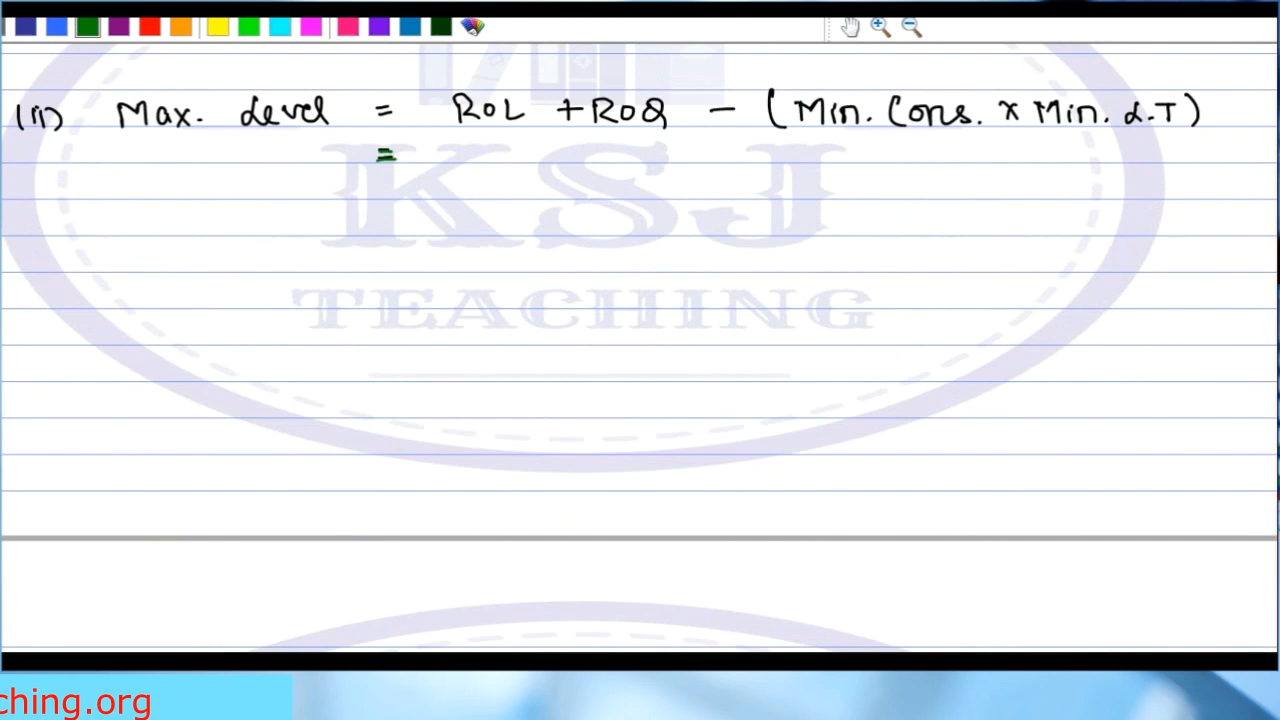 (ii) Max. Level = ROL + ROQ - (Min. Cons. x Min. L.T)
=
KSJ
TEACHING
ching.org